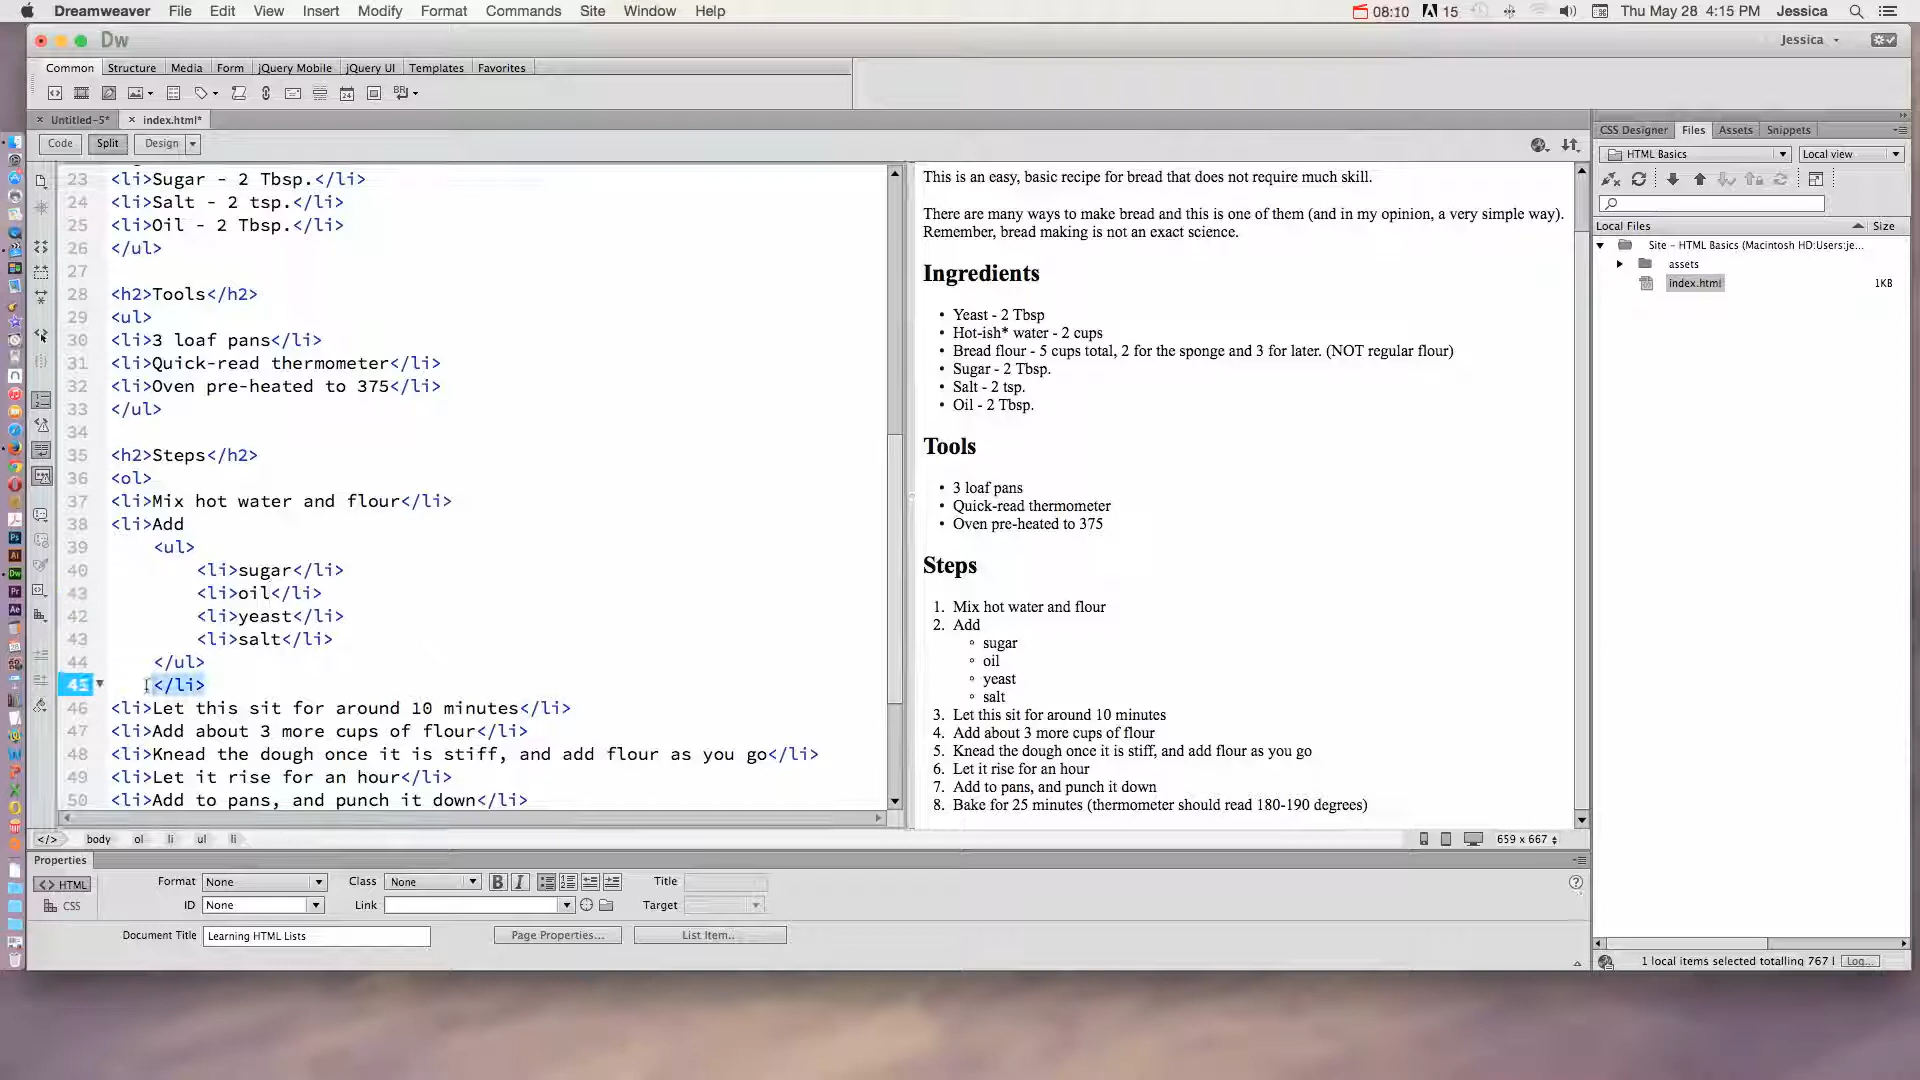 Dreamweaver File Edit View Insert Modify Format Commands Site Window Help 08:10 15 Thu May 28 4:15 PM Jessica
Dw Jessica
Common Structure Media Form jQuery Mobile jQuery UI Templates Favorites
× Untitled-5* × index.html*
Code Split Design
23 <li>Sugar - 2 Tbsp.</li>
24 <li>Salt - 2 tsp.</li>
25 <li>Oil - 2 Tbsp.</li>
26 </ul>
27
28 <h2>Tools</h2>
29 <ul>
30 <li>3 loaf pans</li>
31 <li>Quick-read thermometer</li>
32 <li>Oven pre-heated to 375</li>
33 </ul>
34
35 <h2>Steps</h2>
36 <ol>
37 <li>Mix hot water and flour</li>
38 <li>Add
39 <ul>
40 <li>sugar</li>
43 <li>oil</li>
42 <li>yeast</li>
43 <li>salt</li>
44 </ul>
45 </li>
46 <li>Let this sit for around 10 minutes</li>
47 <li>Add about 3 more cups of flour</li>
48 <li>Knead the dough once it is stiff, and add flour as you go</li>
49 <li>Let it rise for an hour</li>
50 <li>Add to pans, and punch it down</li>
This is an easy, basic recipe for bread that does not require much skill.
There are many ways to make bread and this is one of them (and in my opinion, a very simple way).
Remember, bread making is not an exact science.
Ingredients
• Yeast - 2 Tbsp
• Hot-ish* water - 2 cups
• Bread flour - 5 cups total, 2 for the sponge and 3 for later. (NOT regular flour)
• Sugar - 2 Tbsp.
• Salt - 2 tsp.
• Oil - 2 Tbsp.
Tools
• 3 loaf pans
• Quick-read thermometer
• Oven pre-heated to 375
Steps
1. Mix hot water and flour
2. Add
◦ sugar
◦ oil
◦ yeast
◦ salt
3. Let this sit for around 10 minutes
4. Add about 3 more cups of flour
5. Knead the dough once it is stiff, and add flour as you go
6. Let it rise for an hour
7. Add to pans, and punch it down
8. Bake for 25 minutes (thermometer should read 180-190 degrees)
CSS Designer Files Assets Snippets
HTML Basics Local view
Local Files Size
Site - HTML Basics (Macintosh HD:Users:je...
assets
index.html 1KB
1 local items selected totalling 767 Log...
</> body ol li ul li 659 x 667
Properties
<> HTML Format None Class None B I Title
CSS ID None Link Target
Document Title Learning HTML Lists Page Properties... List Item...